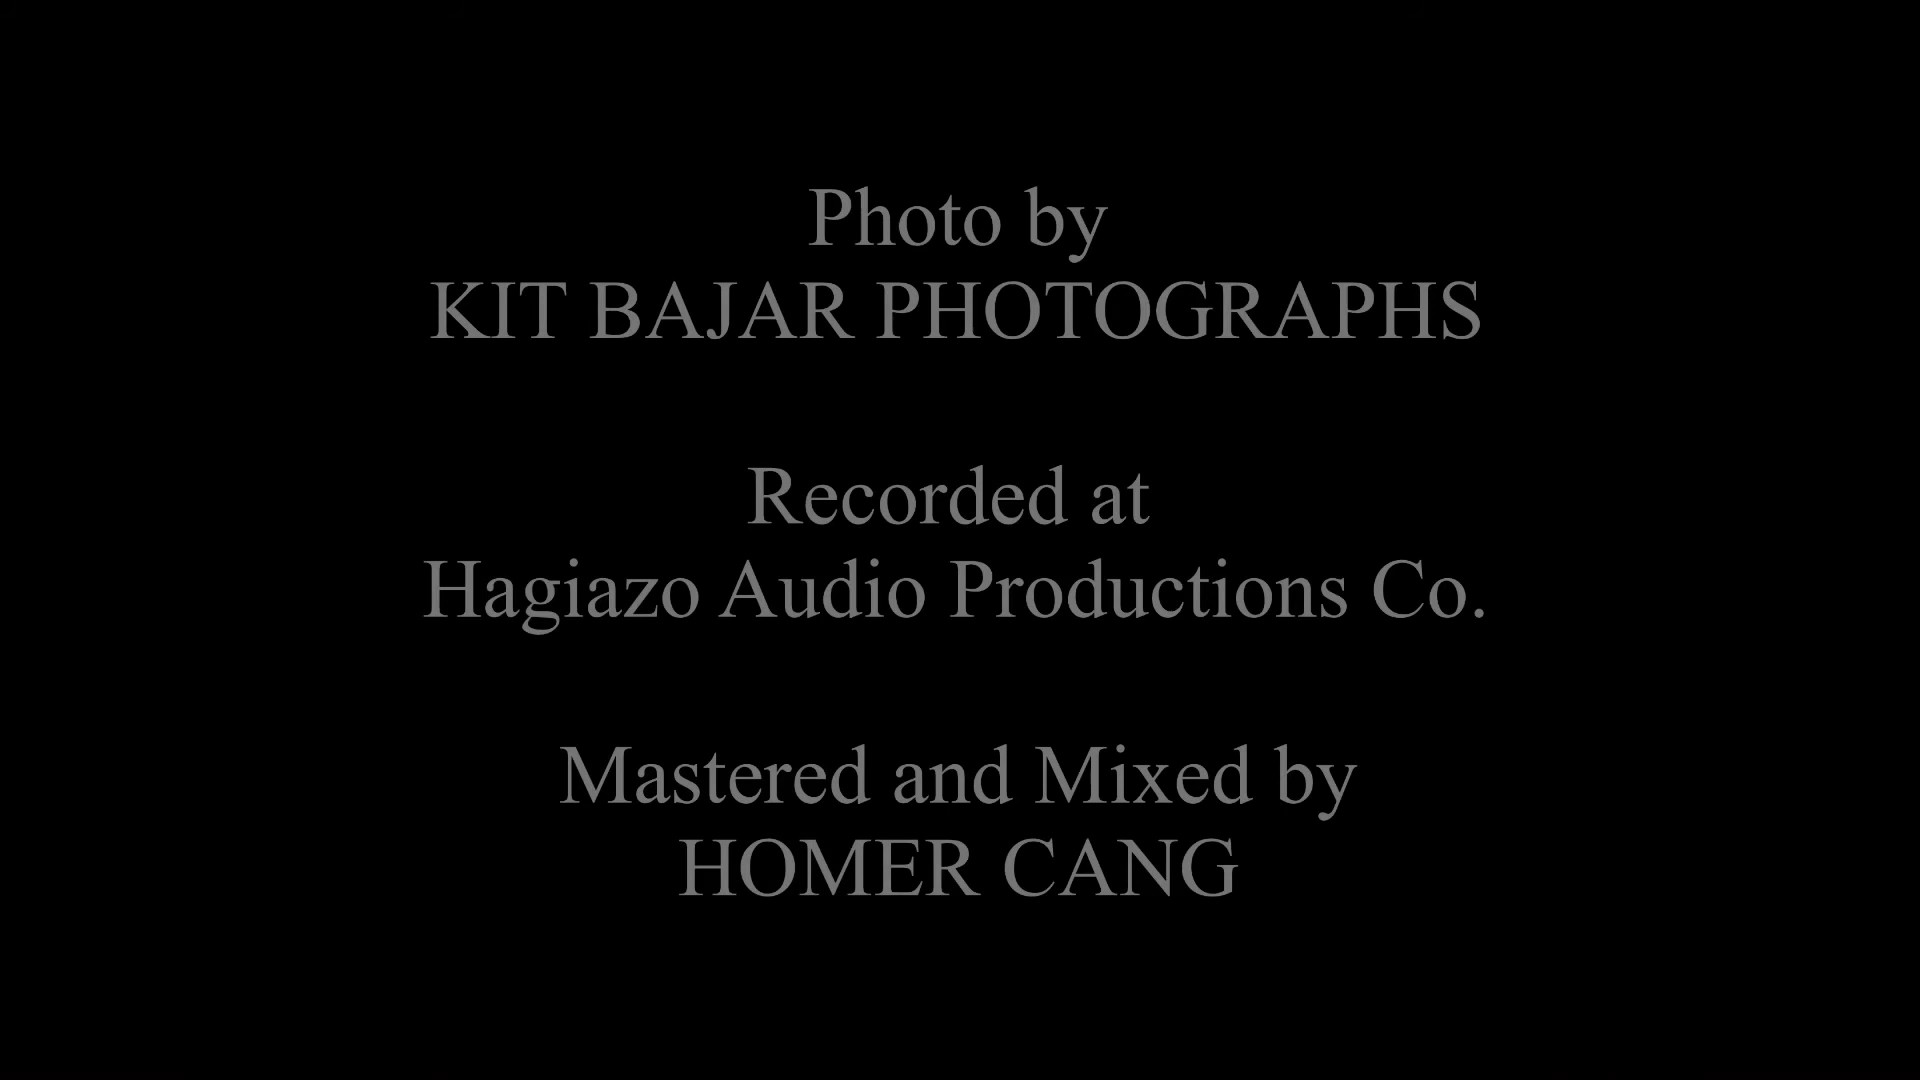 Photo by
KIT BAJAR PHOTOGRAPHS
Recorded at
Hagiazo Audio Productions Co.
Mastered and Mixed by
HOMER CANG